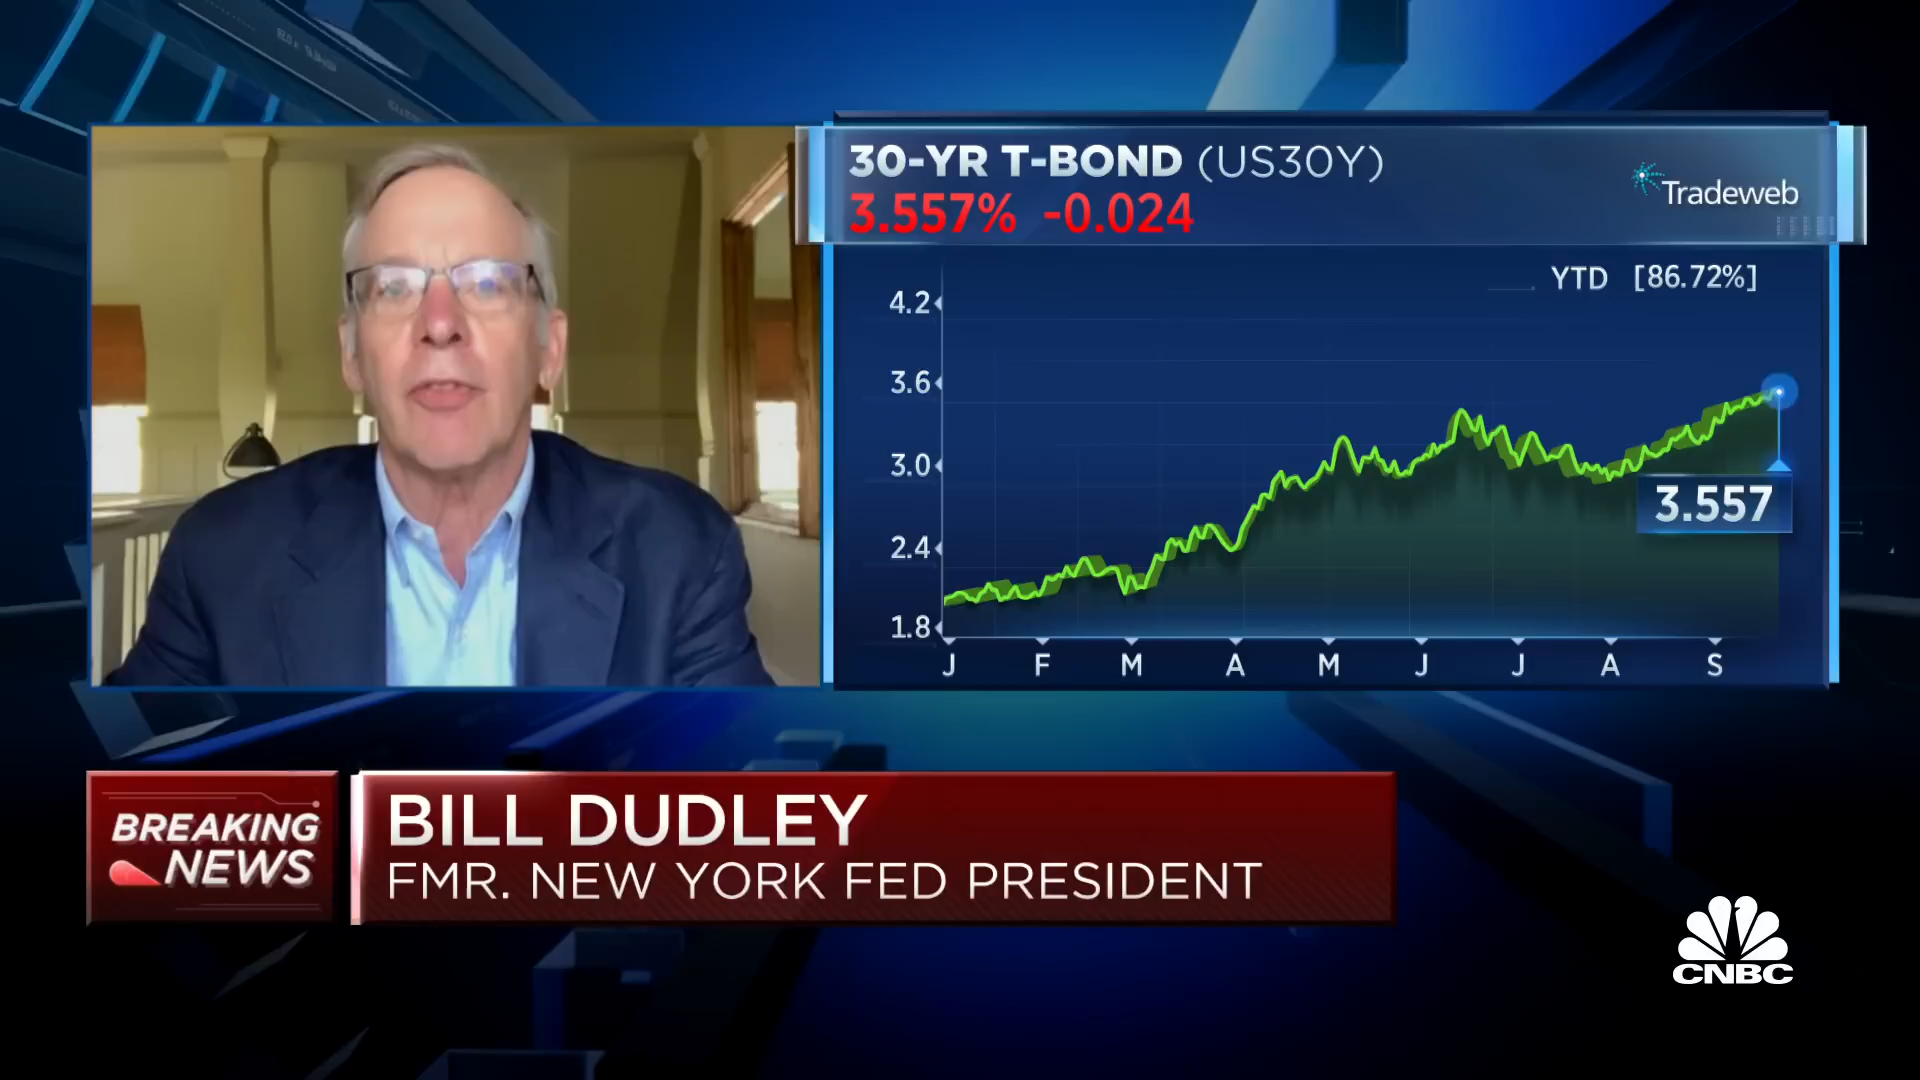 30-YR T-BOND (US30Y)
3.557% -0.024
Tradeweb
YTD [86.72%]
4.2
3.6
3.0
2.4
1.8
3.557
J F M A M J J A S
BREAKING
NEWS
BILL DUDLEY
FMR. NEW YORK FED PRESIDENT
CNBC